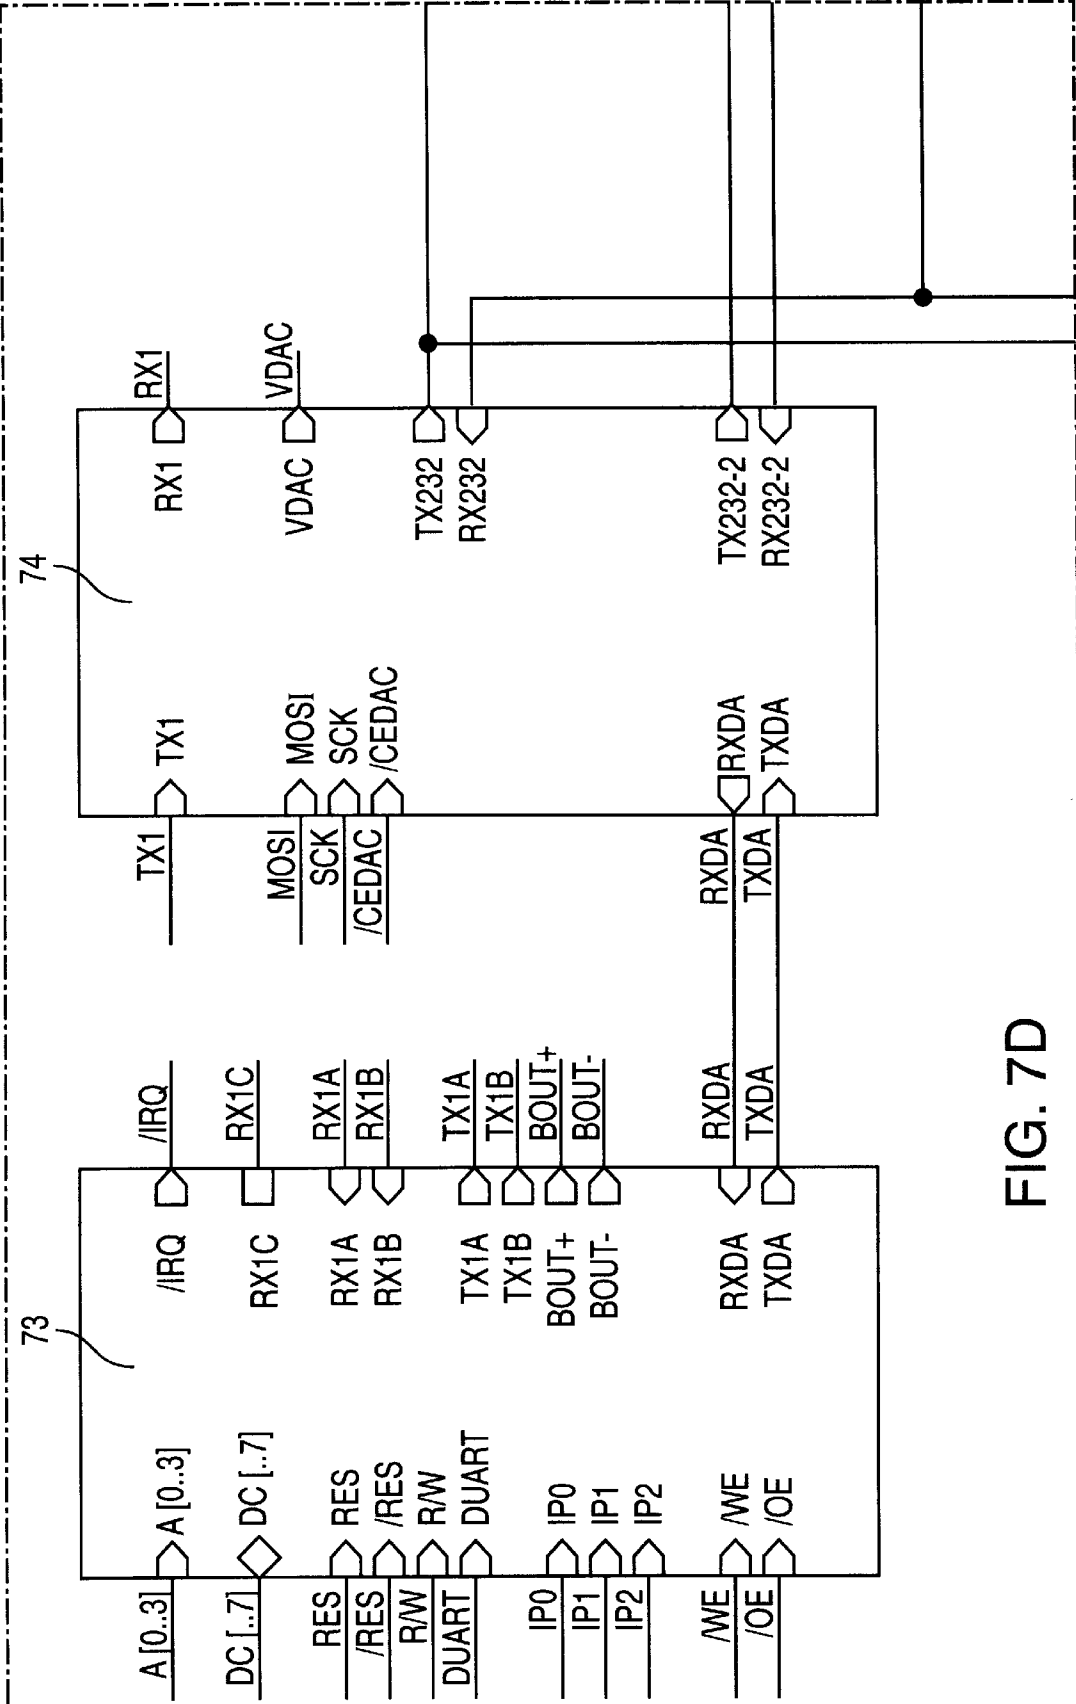 73
A[0..3]
A[0..3]
DC[..7]
DC[..7]
RES
RES
/RES
/RES
R/W
R/W
DUART
DUART
IP0
IP0
IP1
IP1
IP2
IP2
/WE
/WE
/OE
/OE
/IRQ
/IRQ
RX1C
RX1C
RX1A
RX1A
RX1B
RX1B
TX1A
TX1A
TX1B
TX1B
BOUT+
BOUT+
BOUT-
BOUT-
RXDA
RXDA
TXDA
TXDA
74
TX1
TX1
MOSI
MOSI
SCK
SCK
/CEDAC
/CEDAC
RXDA
RXDA
TXDA
TXDA
RX1
RX1
VDAC
VDAC
TX232
RX232
TX232-2
RX232-2
FIG. 7D